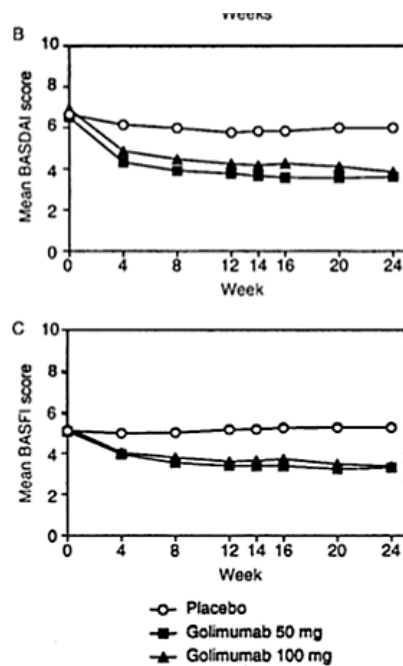 Weeks
B
10
8
6
4
2
0
Mean BASDAI score
0 4 8 12 14 16 20 24
Week
C
10
8
6
4
2
0
Mean BASFI score
0 4 8 12 14 16 20 24
Week
Placebo
Golimumab 50 mg
Golimumab 100 mg